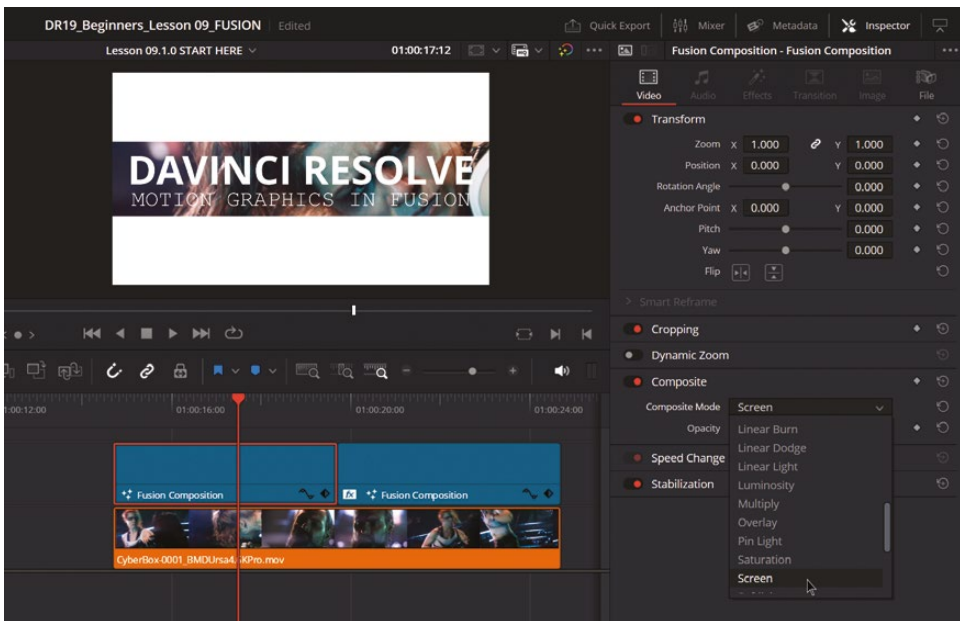 DR19_Beginners_Lesson 09_FUSION Edited
Quick Export Mixer Metadata Inspector
Lesson 09.1.0 START HERE 01:00:17:12
Fusion Composition - Fusion Composition
Video Audio Effects Transition Image File
DAVINCI RESOLVE
MOTION GRAPHICS IN FUSION
Transform
Zoom X 1.000 Y 1.000
Position X 0.000 Y 0.000
Rotation Angle 0.000
Anchor Point X 0.000 Y 0.000
Pitch 0.000
Yaw 0.000
Flip
Smart Reframe
Cropping
Dynamic Zoom
Composite
Composite Mode Screen
Opacity
Linear Burn
Linear Dodge
Linear Light
Luminosity
Multiply
Overlay
Pin Light
Saturation
Screen
Speed Change
Stabilization
1:00:12:00 01:00:16:00 01:00:20:00 01:00:24:00
Fusion Composition fx Fusion Composition